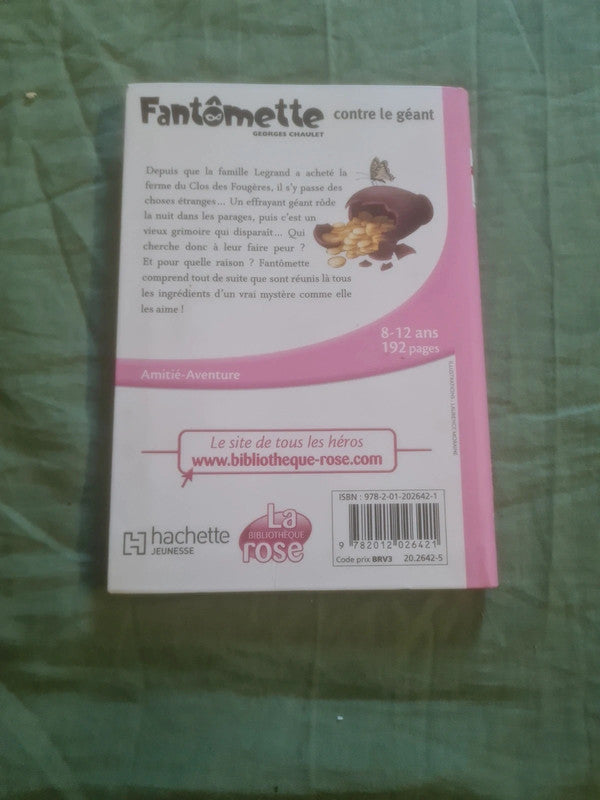 Fantômette contre le géant
GEORGES CHAULET
Depuis que la famille Legrand a acheté la
ferme du Clos des Fougères, il s'y passe des
choses étranges... Un effrayant géant rôde
la nuit dans les parages, puis c'est un
vieux grimoire qui disparaît... Qui
cherche donc à leur faire peur ?
Et pour quelle raison ? Fantômette
comprend tout de suite que sont réunis là tous
les ingrédients d'un vrai mystère comme elle
les aime !
8-12 ans
192 pages
Amitié-Aventure
ILLUSTRATIONS : LAURENCE MORAINE
Le site de tous les héros
www.bibliotheque-rose.com
hachette
JEUNESSE
La
BIBLIOTHÈQUE
rose
ISBN : 978-2-01-202642-1
9 782012 026421
Code prix BRV3 20.2642-5